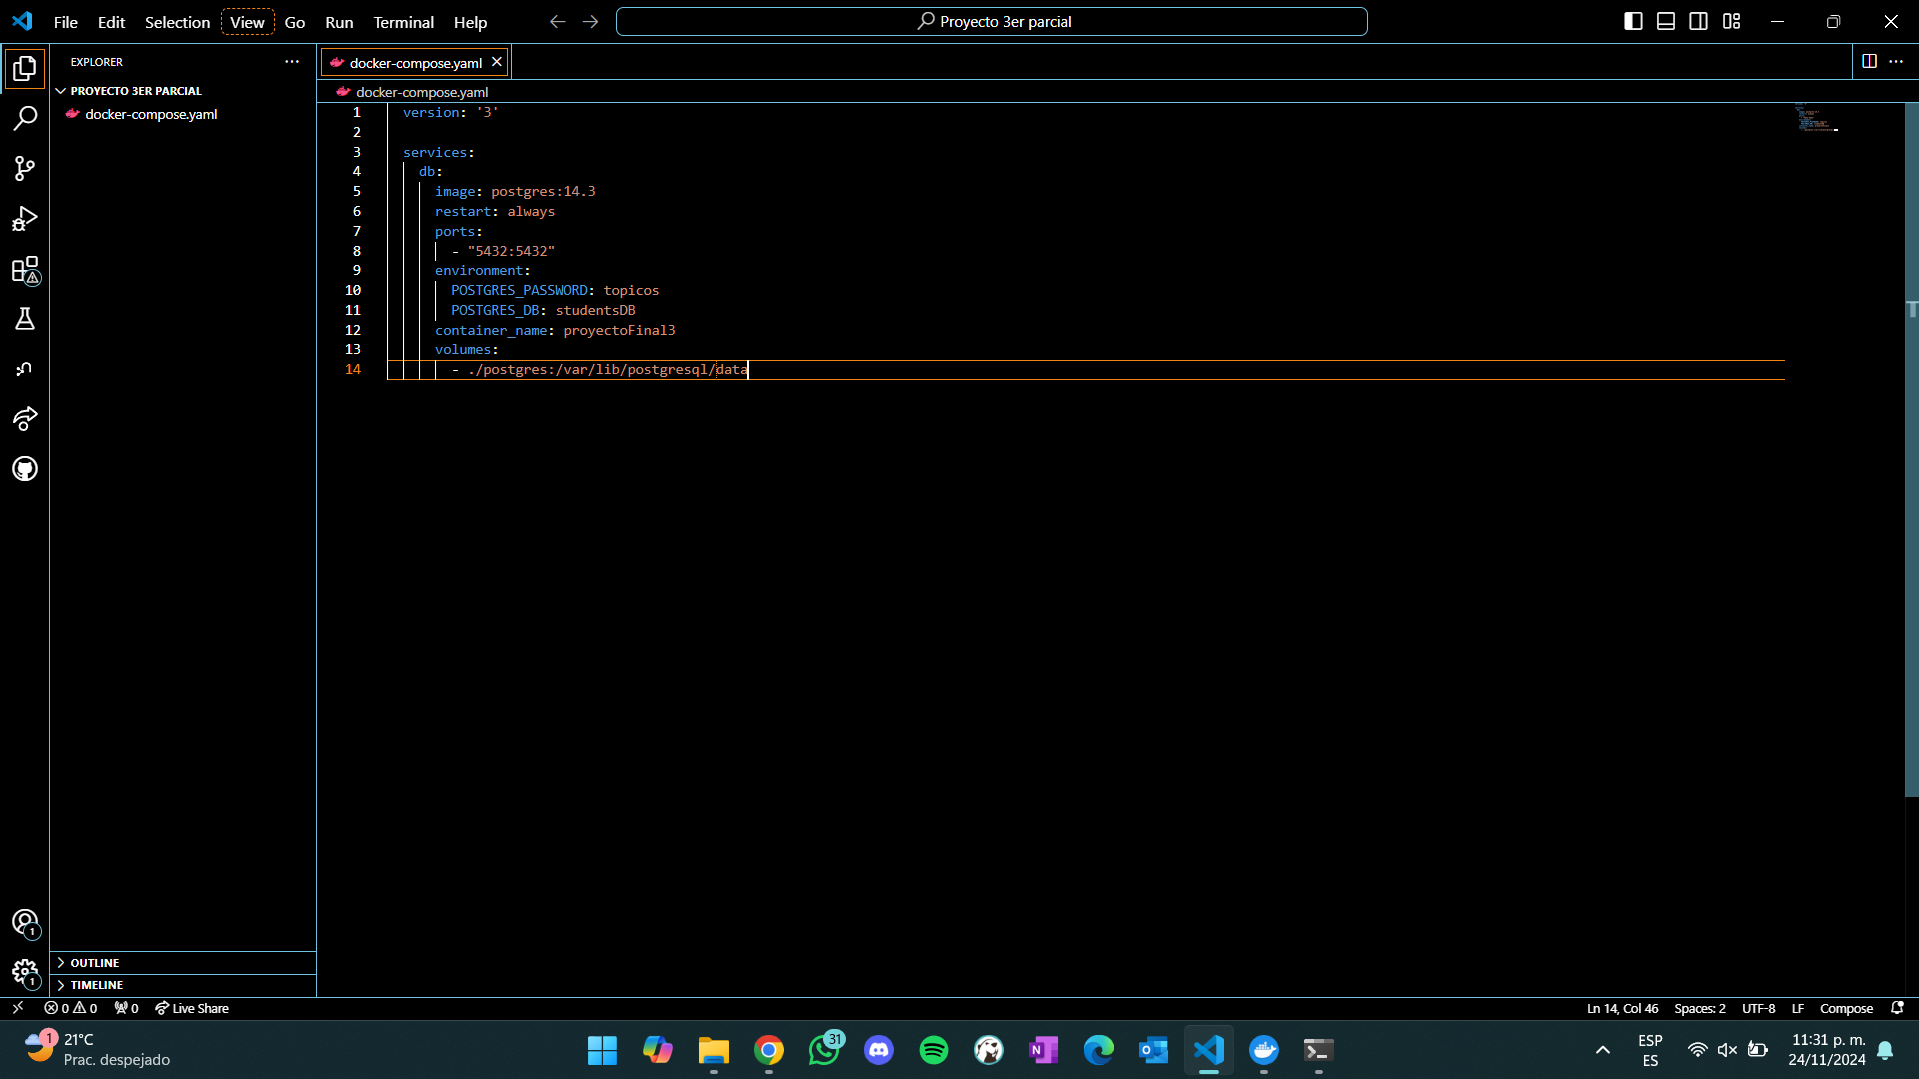 File Edit Selection View Go Run Terminal Help
Proyecto 3er parcial
EXPLORER
PROYECTO 3ER PARCIAL
docker-compose.yaml
docker-compose.yaml
docker-compose.yaml
1 version: '3'
2
3 services:
4 db:
5 image: postgres:14.3
6 restart: always
7 ports:
8 - "5432:5432"
9 environment:
10 POSTGRES_PASSWORD: topicos
11 POSTGRES_DB: studentsDB
12 container_name: proyectoFinal3
13 volumes:
14 - ./postgres:/var/lib/postgresql/data
1
1
OUTLINE
TIMELINE
0 0 0 Live Share
Ln 14, Col 46 Spaces: 2 UTF-8 LF Compose
1
21°C
Prac. despejado
31
ESP
ES
11:31 p. m.
24/11/2024